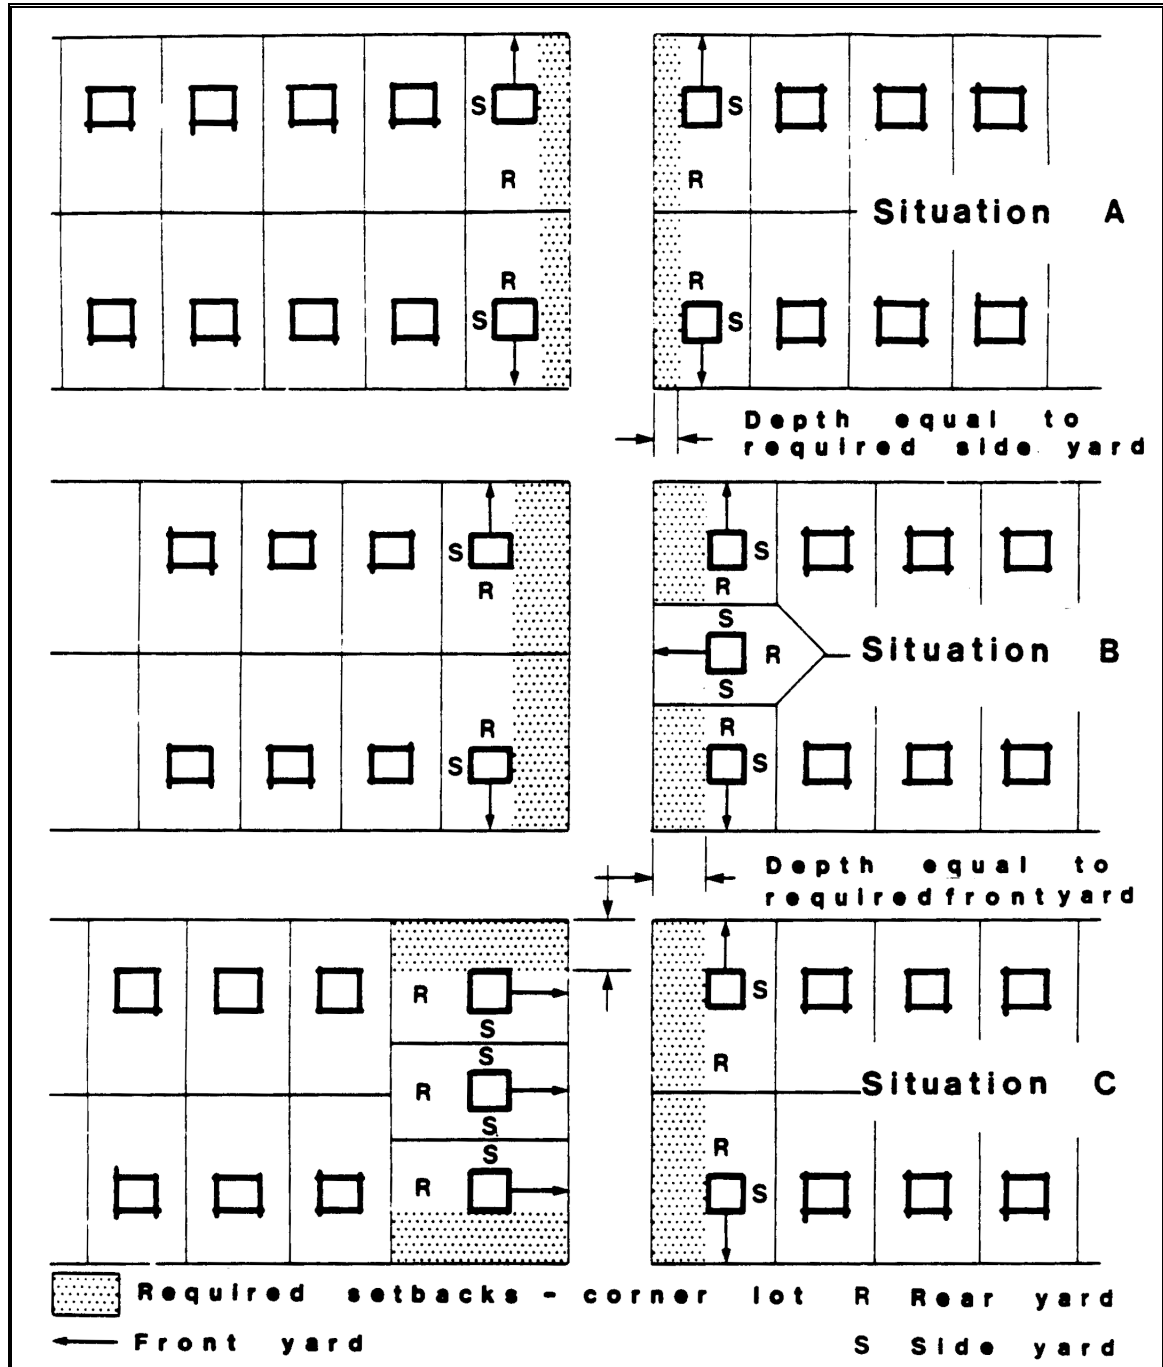 S S
R R
Situation A
R R
S S
Depth equal to
required side yard
S S
R R
S
Situation B
R
S
R R
S S
Depth equal to
required front yard
R S S
S R
R Situation C
S
S R
R S
Required setbacks - corner lot R Rear yard
Front yard S Side yard